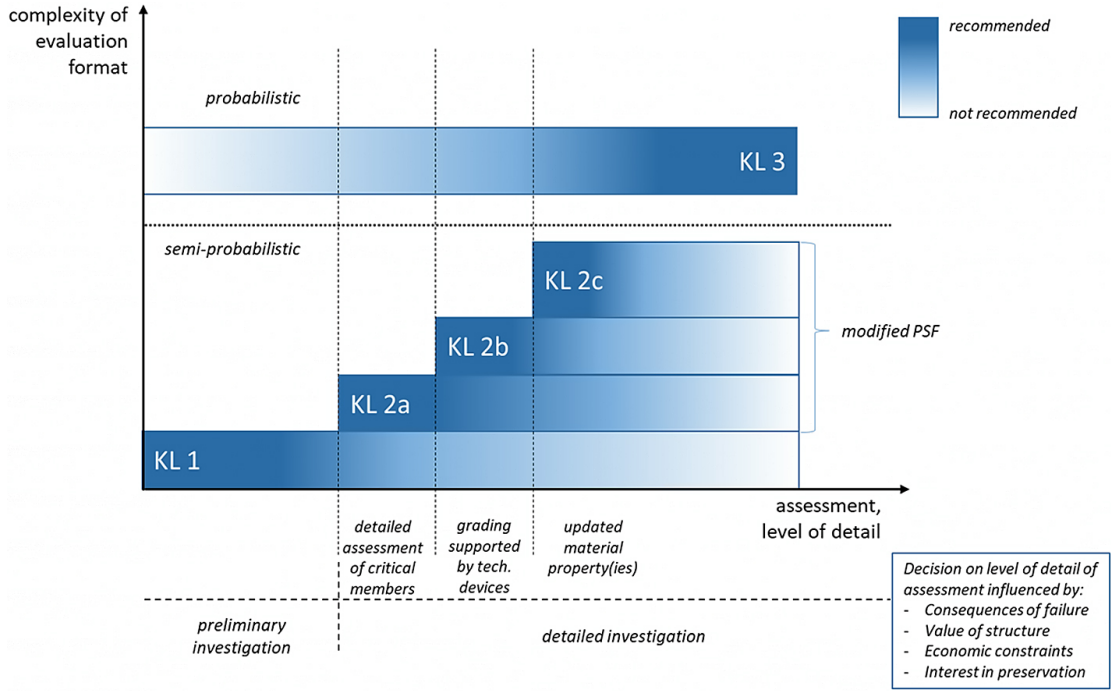 complexity of
evaluation
format
recommended
not recommended
probabilistic
KL 3
semi-probabilistic
KL 2c
modified PSF
KL 2b
KL 2a
KL 1
assessment,
level of detail
detailed
assessment
of critical
members
grading
supported
by tech.
devices
updated
material
property(ies)
preliminary
investigation
detailed investigation
Decision on level of detail of
assessment influenced by:
- Consequences of failure
- Value of structure
- Economic constraints
- Interest in preservation